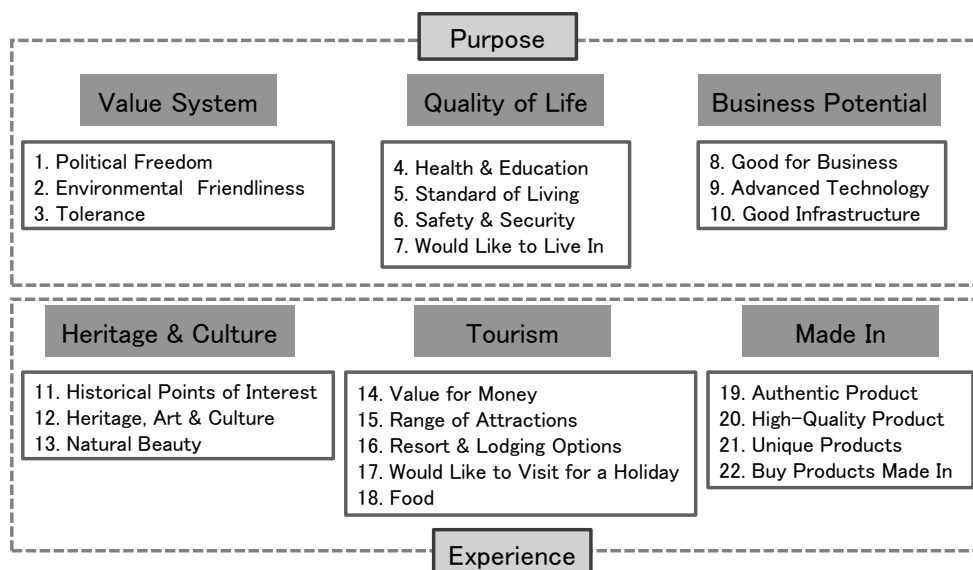 Purpose
Value System
1. Political Freedom
2. Environmental Friendliness
3. Tolerance
Quality of Life
4. Health & Education
5. Standard of Living
6. Safety & Security
7. Would Like to Live In
Business Potential
8. Good for Business
9. Advanced Technology
10. Good Infrastructure
Heritage & Culture
11. Historical Points of Interest
12. Heritage, Art & Culture
13. Natural Beauty
Tourism
14. Value for Money
15. Range of Attractions
16. Resort & Lodging Options
17. Would Like to Visit for a Holiday
18. Food
Made In
19. Authentic Product
20. High-Quality Product
21. Unique Products
22. Buy Products Made In
Experience